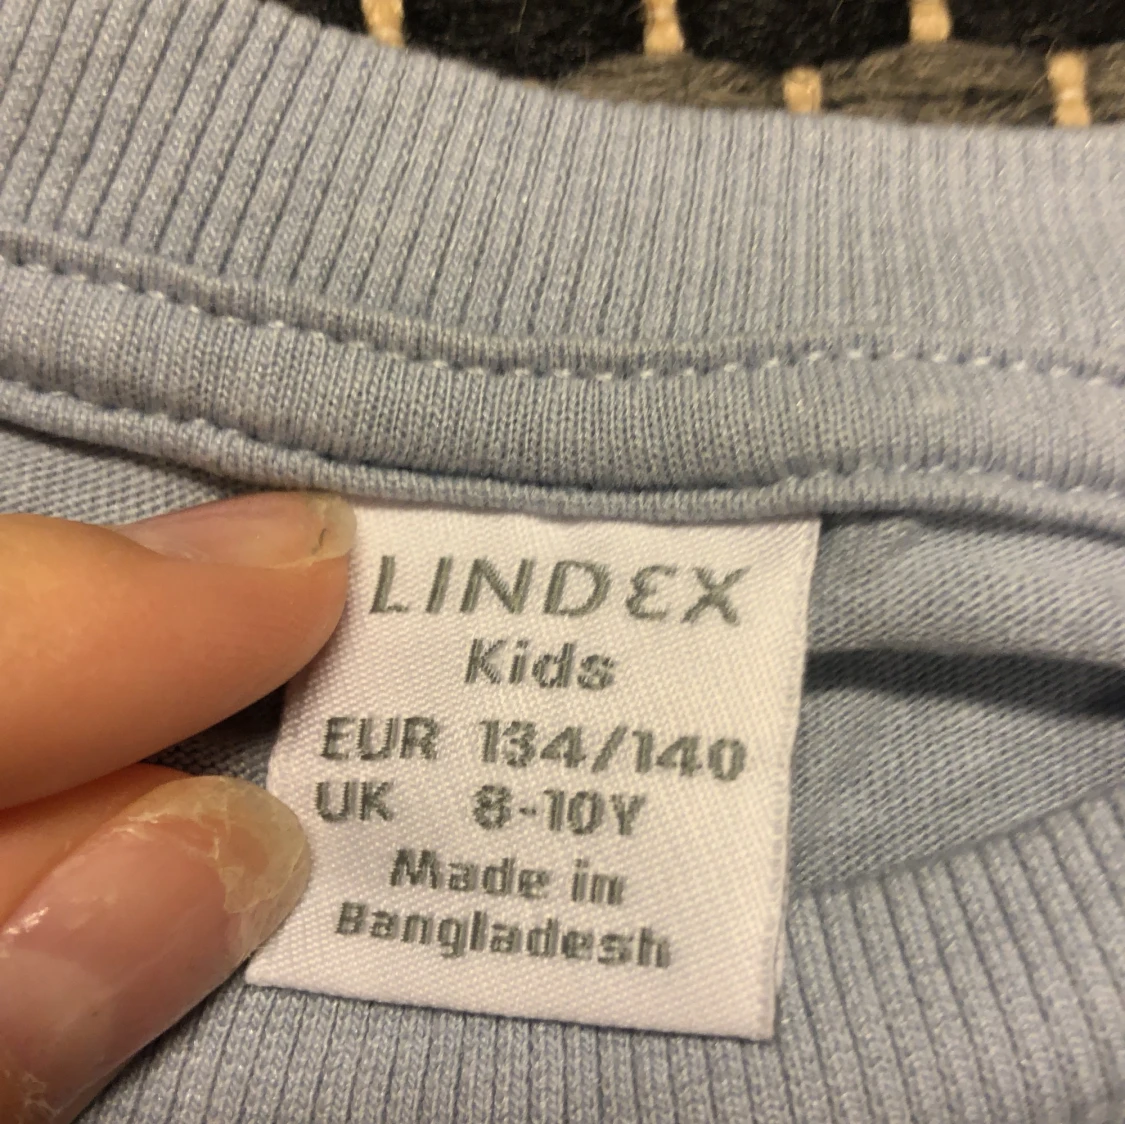 LINDEX
Kids
EUR 134/140
UK 8-10Y
Made in
Bangladesh